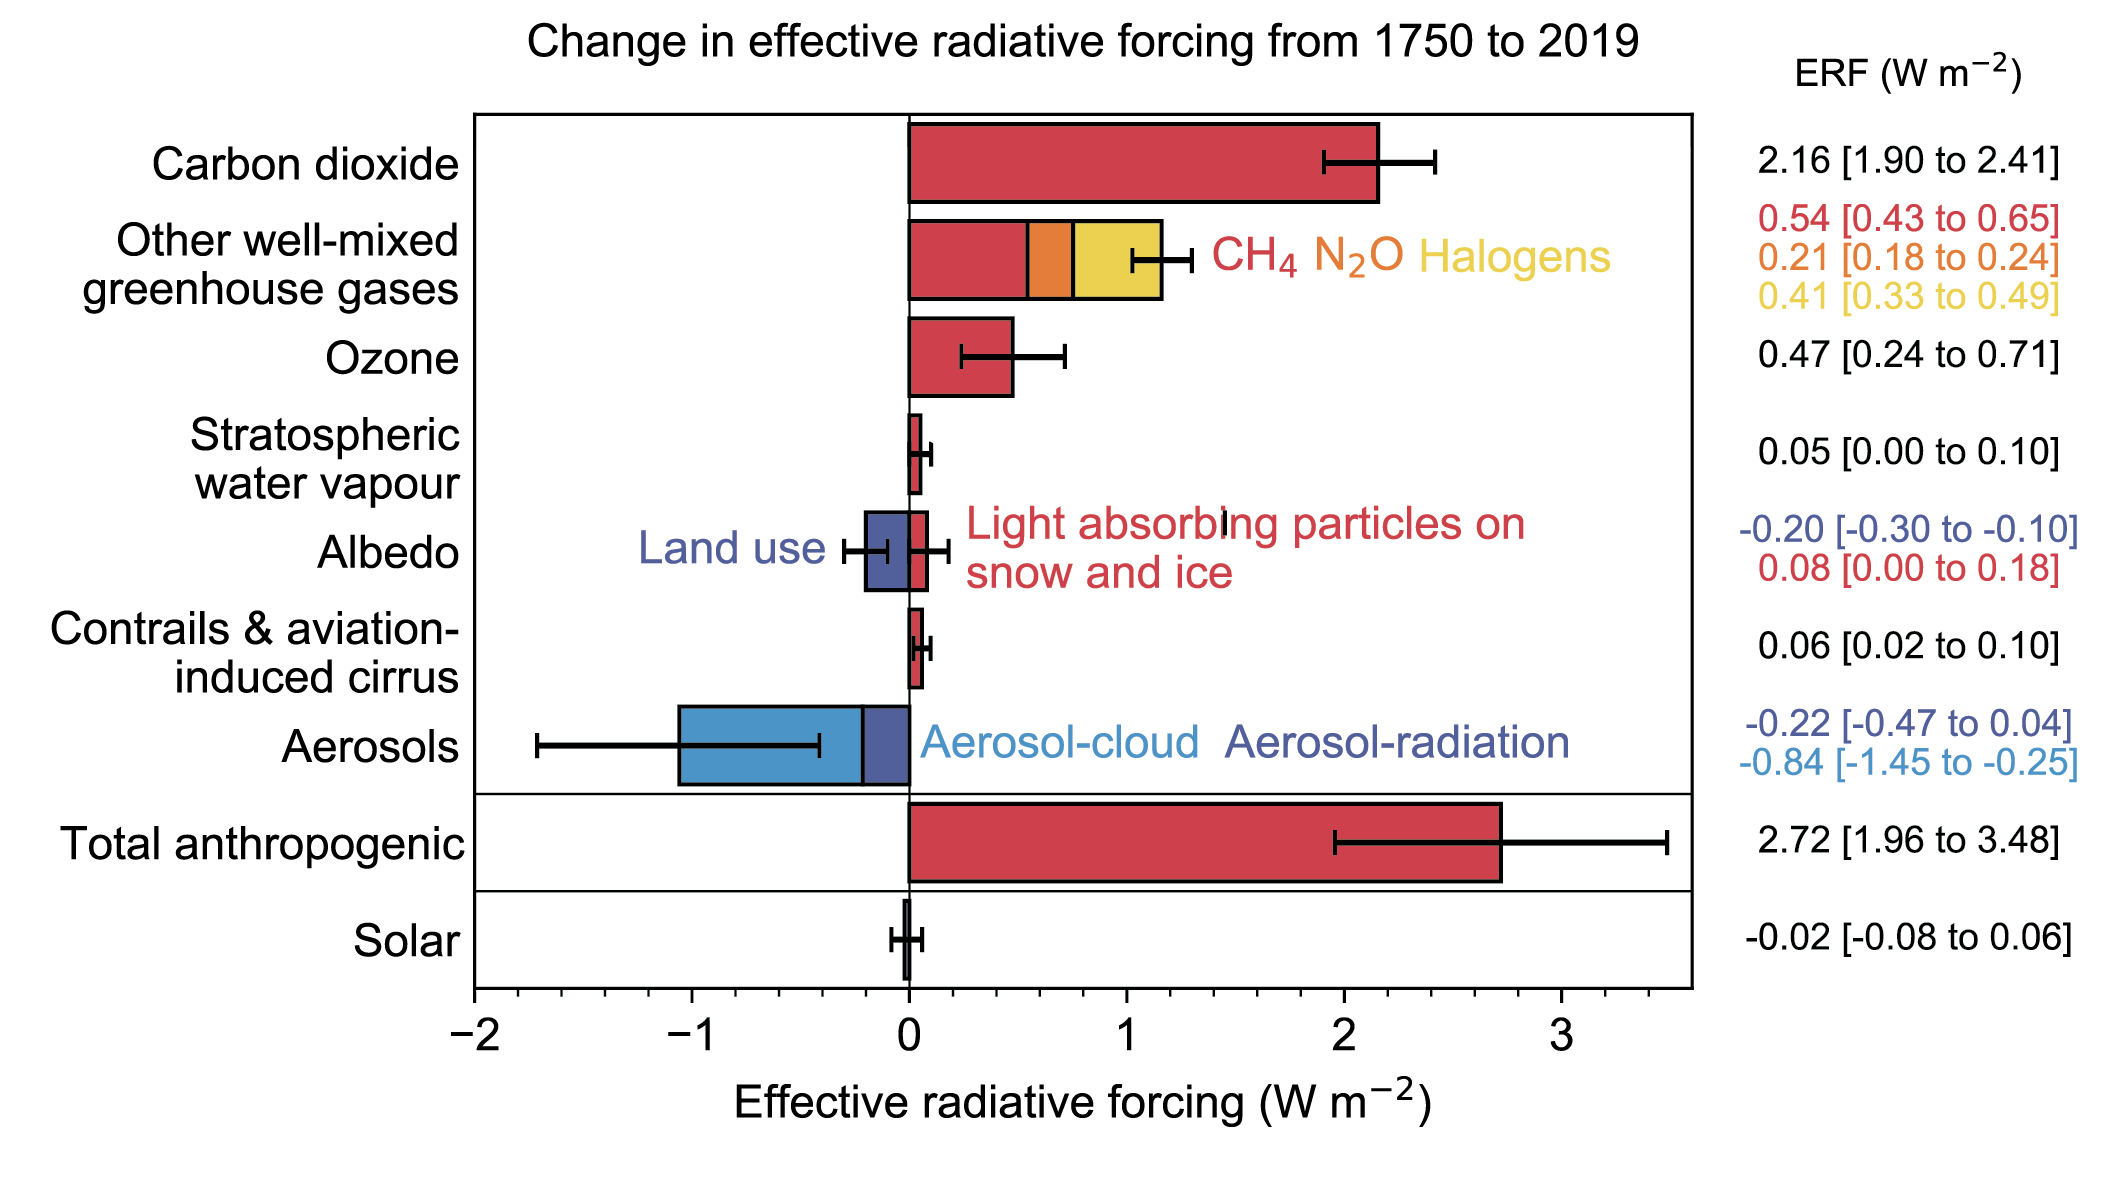 Change in effective radiative forcing from 1750 to 2019
ERF (W m−2)
Carbon dioxide
2.16 [1.90 to 2.41]
Other well-mixed
greenhouse gases
CH4 N2O Halogens
0.54 [0.43 to 0.65]
0.21 [0.18 to 0.24]
0.41 [0.33 to 0.49]
Ozone
0.47 [0.24 to 0.71]
Stratospheric
water vapour
0.05 [0.00 to 0.10]
Albedo
Land use
Light absorbing particles on
snow and ice
-0.20 [-0.30 to -0.10]
0.08 [0.00 to 0.18]
Contrails & aviation-
induced cirrus
0.06 [0.02 to 0.10]
Aerosols
Aerosol-cloud Aerosol-radiation
-0.22 [-0.47 to 0.04]
-0.84 [-1.45 to -0.25]
Total anthropogenic
2.72 [1.96 to 3.48]
Solar
-0.02 [-0.08 to 0.06]
−2 −1 0 1 2 3
Effective radiative forcing (W m−2)